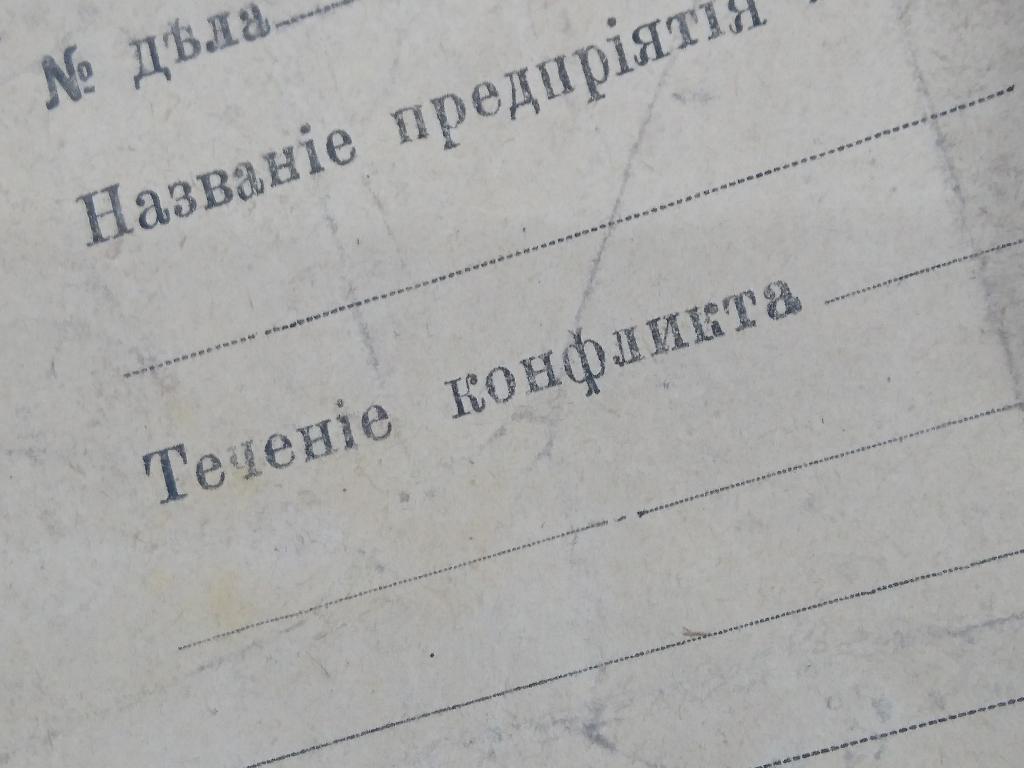 № дѣла
Названіе предпріятія
Теченіе конфликта